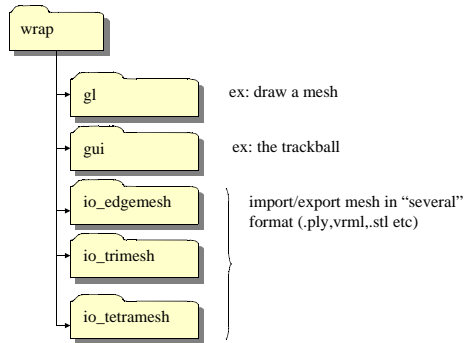 wrap
gl
ex: draw a mesh
gui
ex: the trackball
io_edgemesh
import/export mesh in “several”
format (.ply,vrml,.stl etc)
io_trimesh
io_tetramesh